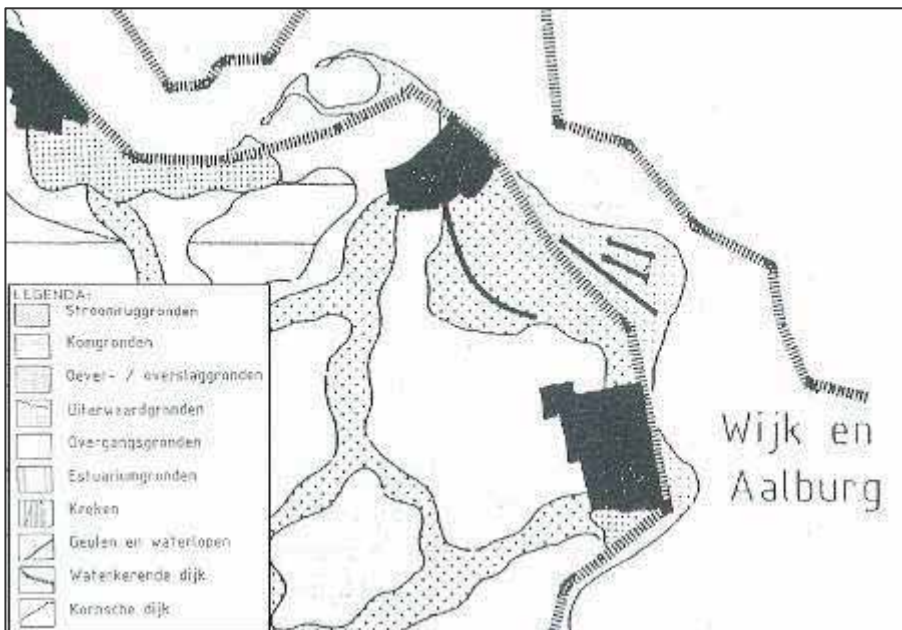 LEGENDA:
Stroomruggronden
Komgronden
Oever- / overslaggronden
Uiterwaardgronden
Overgangsgronden
Estuariumgronden
Kreken
Geulen en waterlopen
Waterkerende dijk
Kornsche dijk
Wijk en
Aalburg